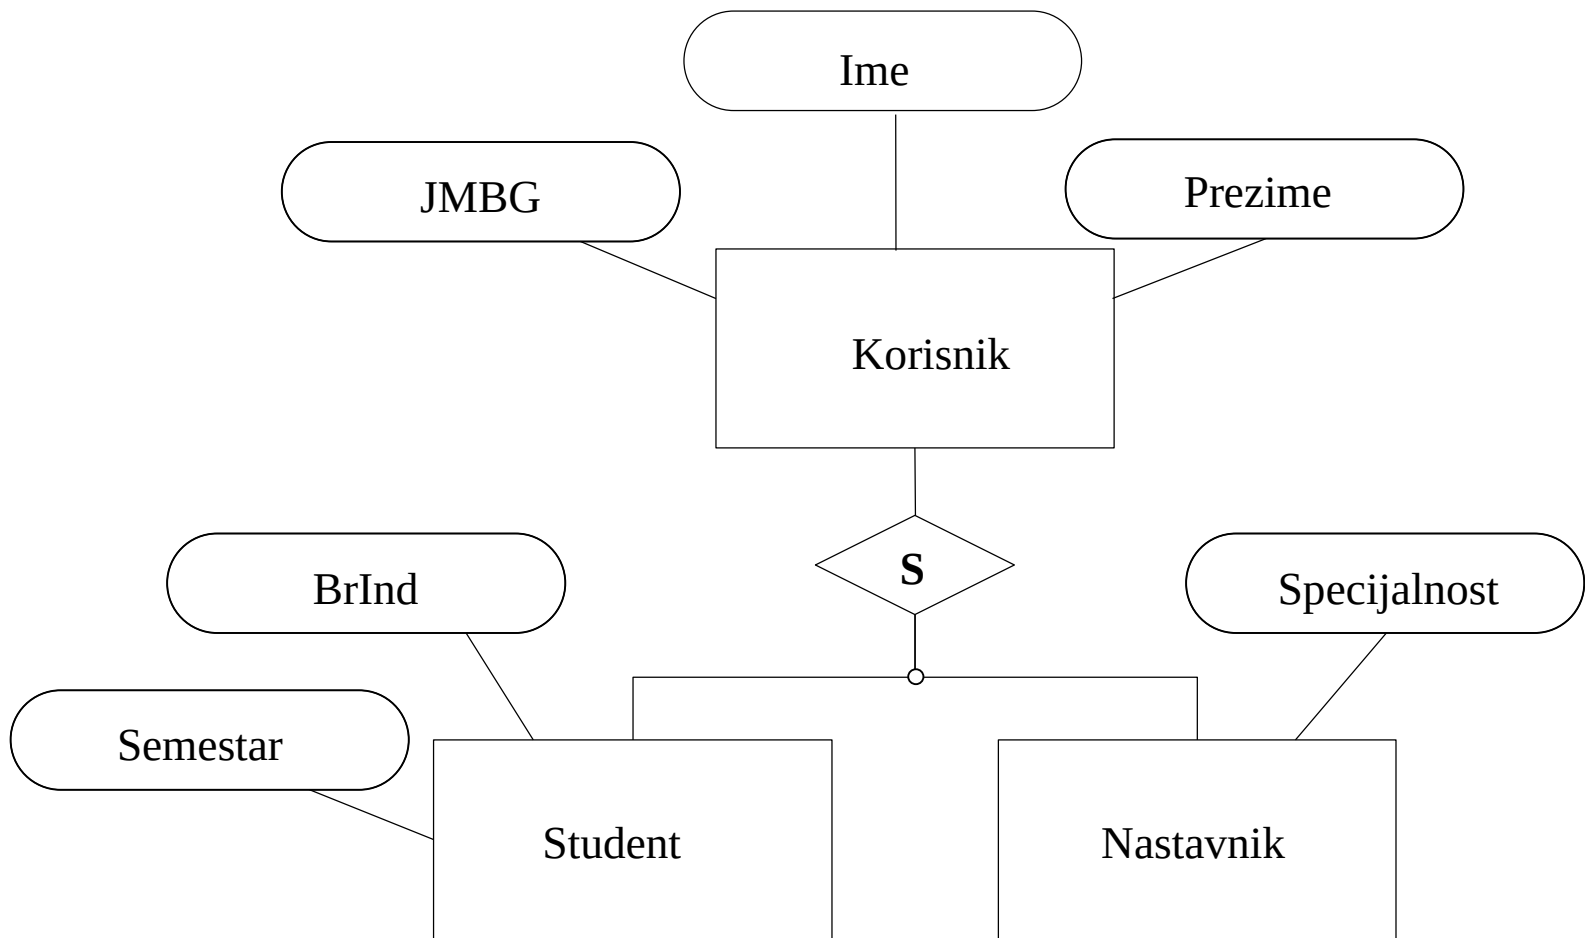 Ime
JMBG
Prezime
Korisnik
S
BrInd
Specijalnost
Semestar
Student
Nastavnik